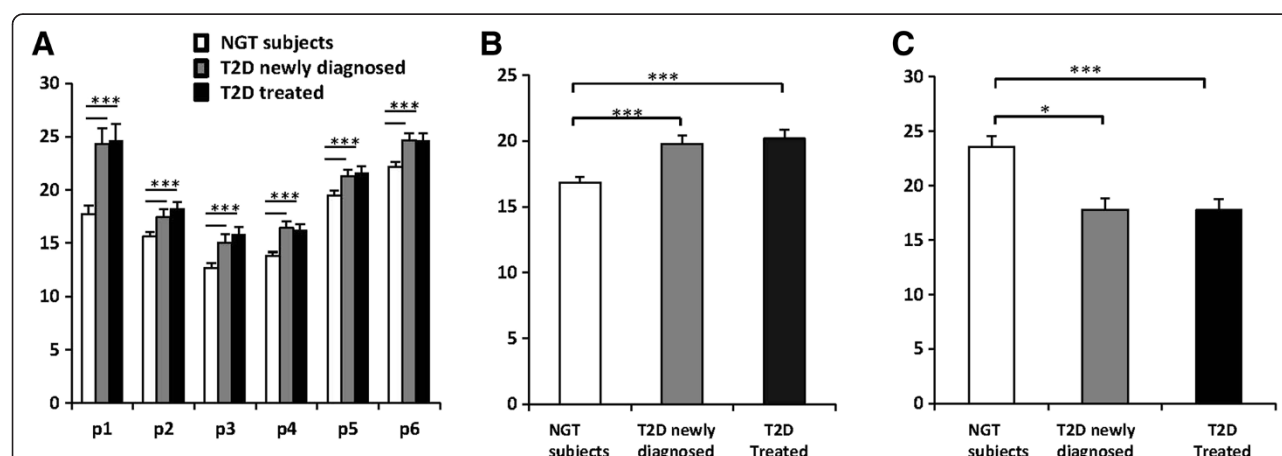 A
NGT subjects
T2D newly diagnosed
T2D treated
30
25
20
15
10
5
0
***
***
***
***
***
***
p1 p2 p3 p4 p5 p6
B
25
20
15
10
5
0
***
***
NGT subjects
T2D newly diagnosed
T2D Treated
C
30
25
20
15
10
5
0
***
*
NGT subjects
T2D newly diagnosed
T2D Treated